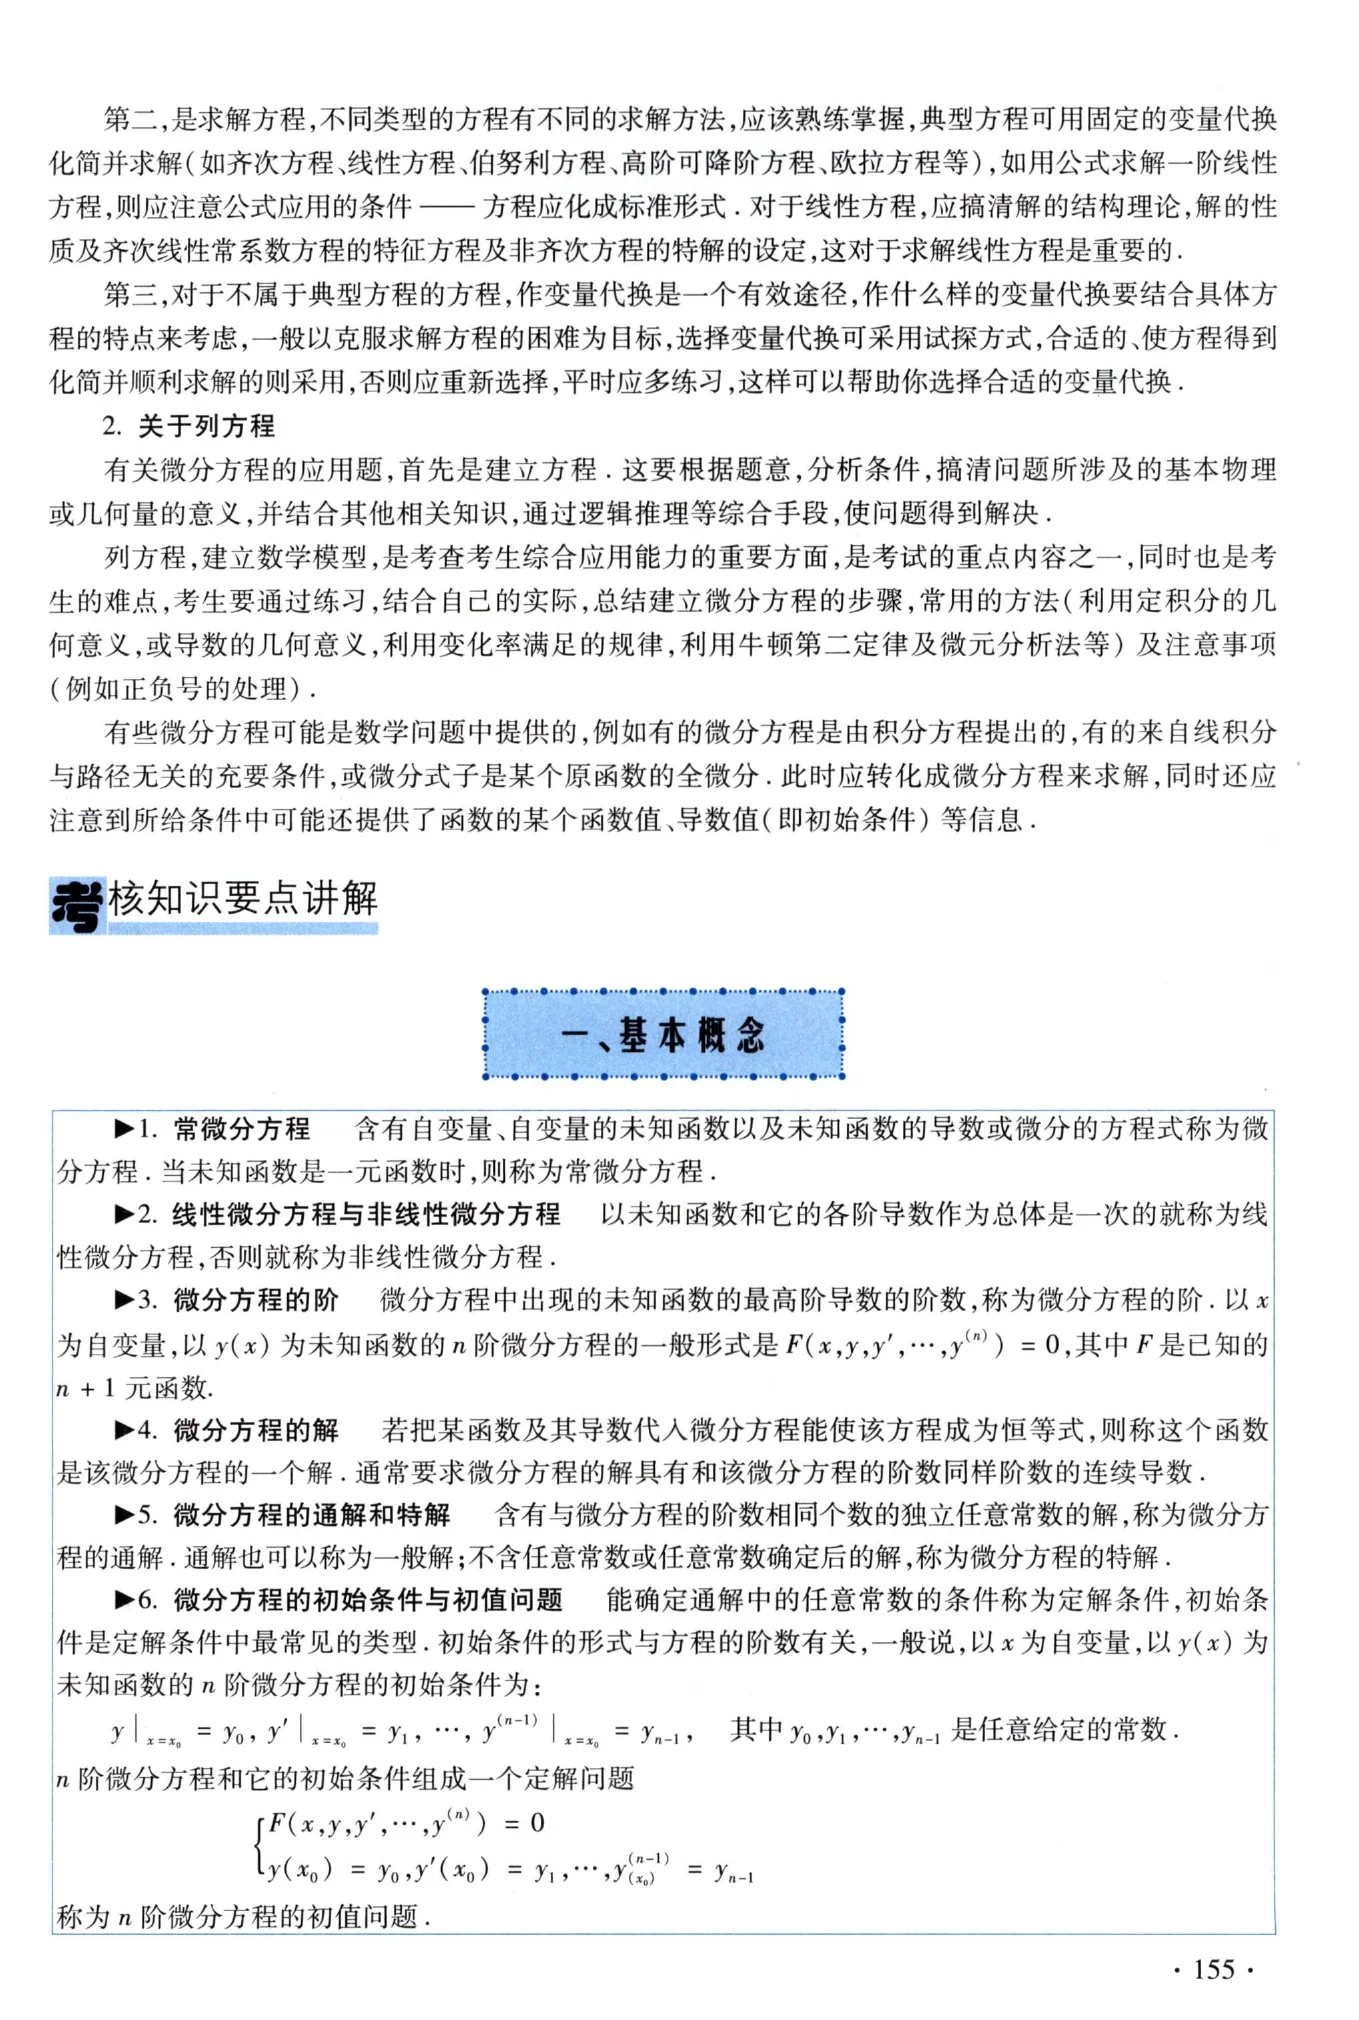 第二,是求解方程,不同类型的方程有不同的求解方法,应该熟练掌握,典型方程可用固定的变量代换
化简并求解(如齐次方程、线性方程、伯努利方程、高阶可降阶方程、欧拉方程等),如用公式求解一阶线性
方程,则应注意公式应用的条件 —— 方程应化成标准形式.对于线性方程,应搞清解的结构理论,解的性
质及齐次线性常系数方程的特征方程及非齐次方程的特解的设定,这对于求解线性方程是重要的.
第三,对于不属于典型方程的方程,作变量代换是一个有效途径,作什么样的变量代换要结合具体方
程的特点来考虑,一般以克服求解方程的困难为目标,选择变量代换可采用试探方式,合适的、使方程得到
化简并顺利求解的则采用,否则应重新选择,平时应多练习,这样可以帮助你选择合适的变量代换.
2. 关于列方程
有关微分方程的应用题,首先是建立方程.这要根据题意,分析条件,搞清问题所涉及的基本物理
或几何量的意义,并结合其他相关知识,通过逻辑推理等综合手段,使问题得到解决.
列方程,建立数学模型,是考查考生综合应用能力的重要方面,是考试的重点内容之一,同时也是考
生的难点,考生要通过练习,结合自己的实际,总结建立微分方程的步骤,常用的方法(利用定积分的几
何意义,或导数的几何意义,利用变化率满足的规律,利用牛顿第二定律及微元分析法等)及注意事项
(例如正负号的处理).
有些微分方程可能是数学问题中提供的,例如有的微分方程是由积分方程提出的,有的来自线积分
与路径无关的充要条件,或微分式子是某个原函数的全微分.此时应转化成微分方程来求解,同时还应
注意到所给条件中可能还提供了函数的某个函数值、导数值(即初始条件)等信息.
考核知识要点讲解
一、基本概念
▶1. 常微分方程　含有自变量、自变量的未知函数以及未知函数的导数或微分的方程式称为微
分方程.当未知函数是一元函数时,则称为常微分方程.
▶2. 线性微分方程与非线性微分方程　以未知函数和它的各阶导数作为总体是一次的就称为线
性微分方程,否则就称为非线性微分方程.
▶3. 微分方程的阶　微分方程中出现的未知函数的最高阶导数的阶数,称为微分方程的阶.以 x
为自变量,以 y(x) 为未知函数的 n 阶微分方程的一般形式是 F(x,y,y′,⋯,y⁽ⁿ⁾) = 0,其中 F 是已知的
n + 1 元函数.
▶4. 微分方程的解　若把某函数及其导数代入微分方程能使该方程成为恒等式,则称这个函数
是该微分方程的一个解.通常要求微分方程的解具有和该微分方程的阶数同样阶数的连续导数.
▶5. 微分方程的通解和特解　含有与微分方程的阶数相同个数的独立任意常数的解,称为微分方
程的通解.通解也可以称为一般解;不含任意常数或任意常数确定后的解,称为微分方程的特解.
▶6. 微分方程的初始条件与初值问题　能确定通解中的任意常数的条件称为定解条件,初始条
件是定解条件中最常见的类型.初始条件的形式与方程的阶数有关,一般说,以 x 为自变量,以 y(x) 为
未知函数的 n 阶微分方程的初始条件为:
y|_{x=x₀} = y₀, y′|_{x=x₀} = y₁, ⋯, y^{(n-1)}|_{x=x₀} = y_{n-1},　其中 y₀,y₁,⋯,y_{n-1} 是任意给定的常数.
n 阶微分方程和它的初始条件组成一个定解问题
{F(x,y,y′,⋯,y⁽ⁿ⁾) = 0
y(x₀) = y₀,y′(x₀) = y₁,⋯,y^{(n-1)}_{(x₀)} = y_{n-1}
称为 n 阶微分方程的初值问题.
· 155 ·